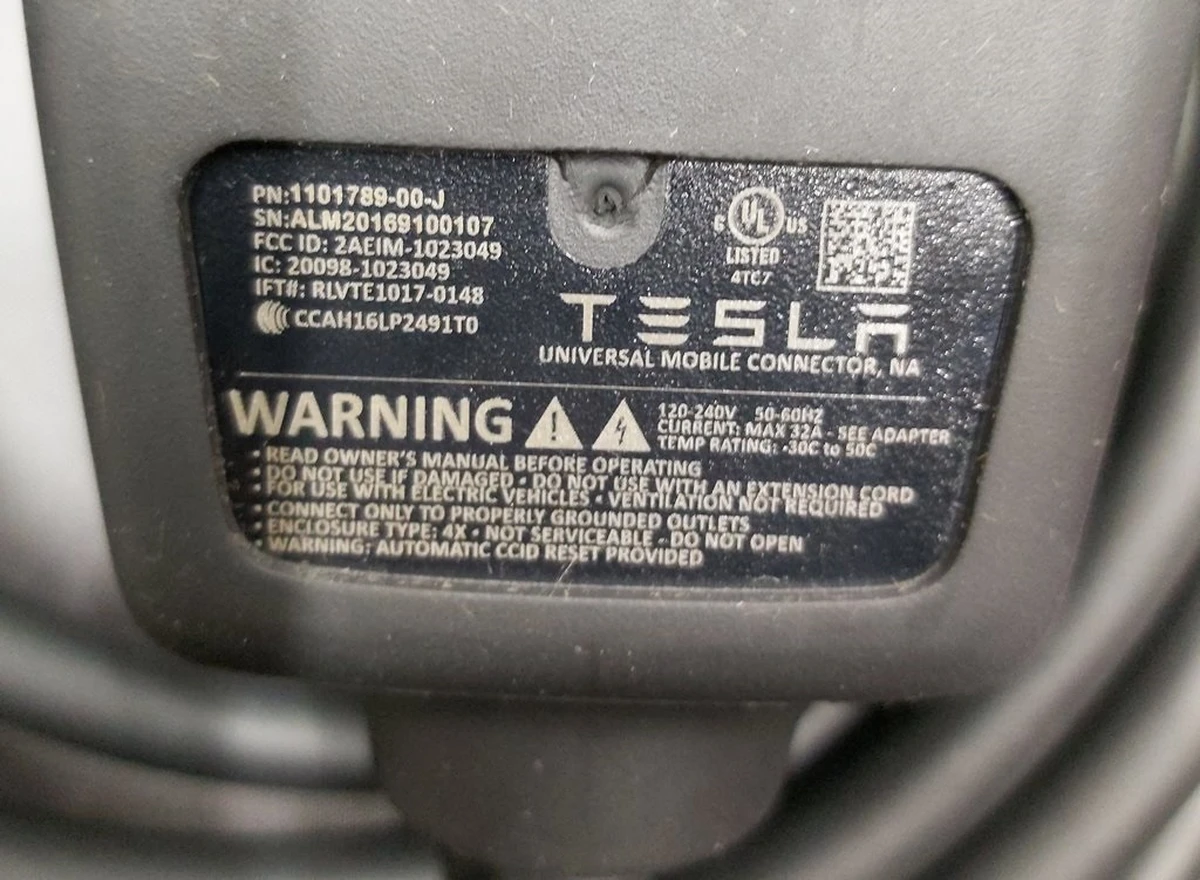 PN:1101789-00-J
SN:ALM20169100107
FCC ID: 2AEIM-1023049
IC: 20098-1023049
IFT#: RLVTE1017-0148
CCAH16LP2491T0
C UL US
LISTED
4TC7
TESLA
UNIVERSAL MOBILE CONNECTOR, NA
WARNING
120-240V 50-60HZ
CURRENT: MAX 32A - SEE ADAPTER
TEMP RATING: -30C to 50C
• READ OWNER'S MANUAL BEFORE OPERATING
• DO NOT USE IF DAMAGED • DO NOT USE WITH AN EXTENSION CORD
• FOR USE WITH ELECTRIC VEHICLES • VENTILATION NOT REQUIRED
• CONNECT ONLY TO PROPERLY GROUNDED OUTLETS
• ENCLOSURE TYPE: 4X • NOT SERVICEABLE - DO NOT OPEN
• WARNING: AUTOMATIC CCID RESET PROVIDED